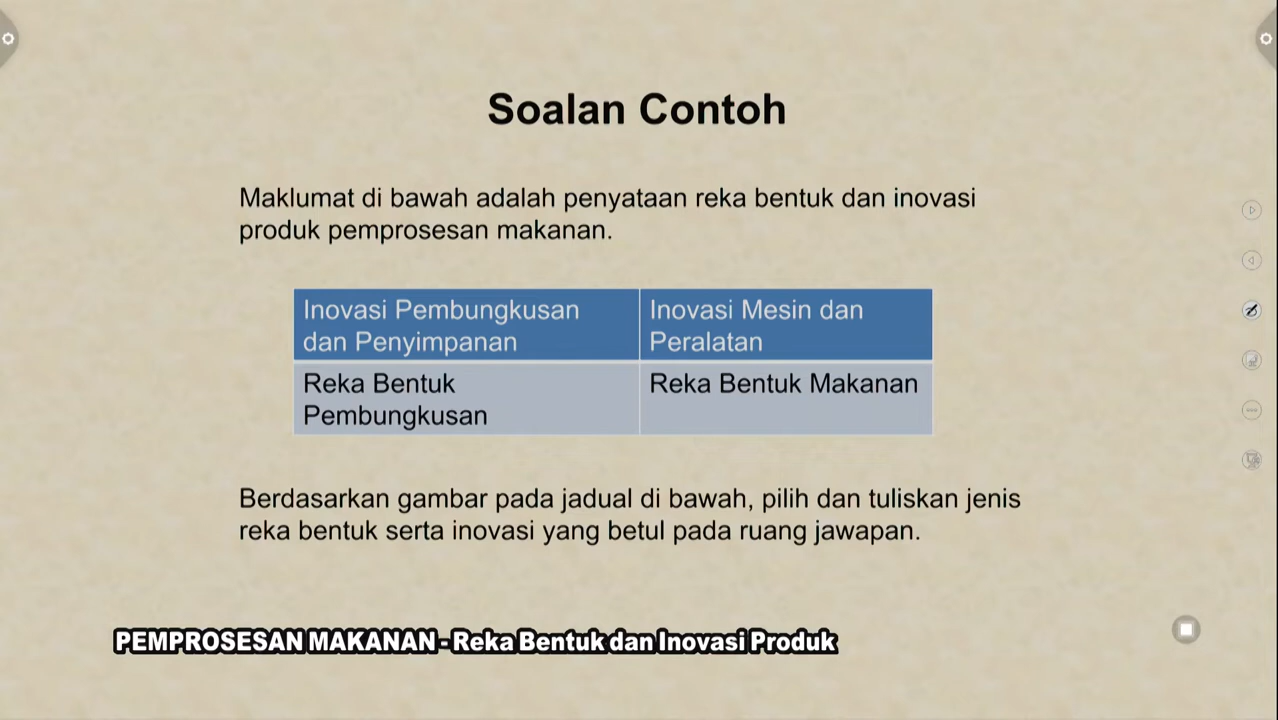 Soalan Contoh
Maklumat di bawah adalah penyataan reka bentuk dan inovasi
produk pemprosesan makanan.
Inovasi Pembungkusan
dan Penyimpanan
Inovasi Mesin dan
Peralatan
Reka Bentuk
Pembungkusan
Reka Bentuk Makanan
Berdasarkan gambar pada jadual di bawah, pilih dan tuliskan jenis
reka bentuk serta inovasi yang betul pada ruang jawapan.
PEMPROSESAN MAKANAN - Reka Bentuk dan Inovasi Produk